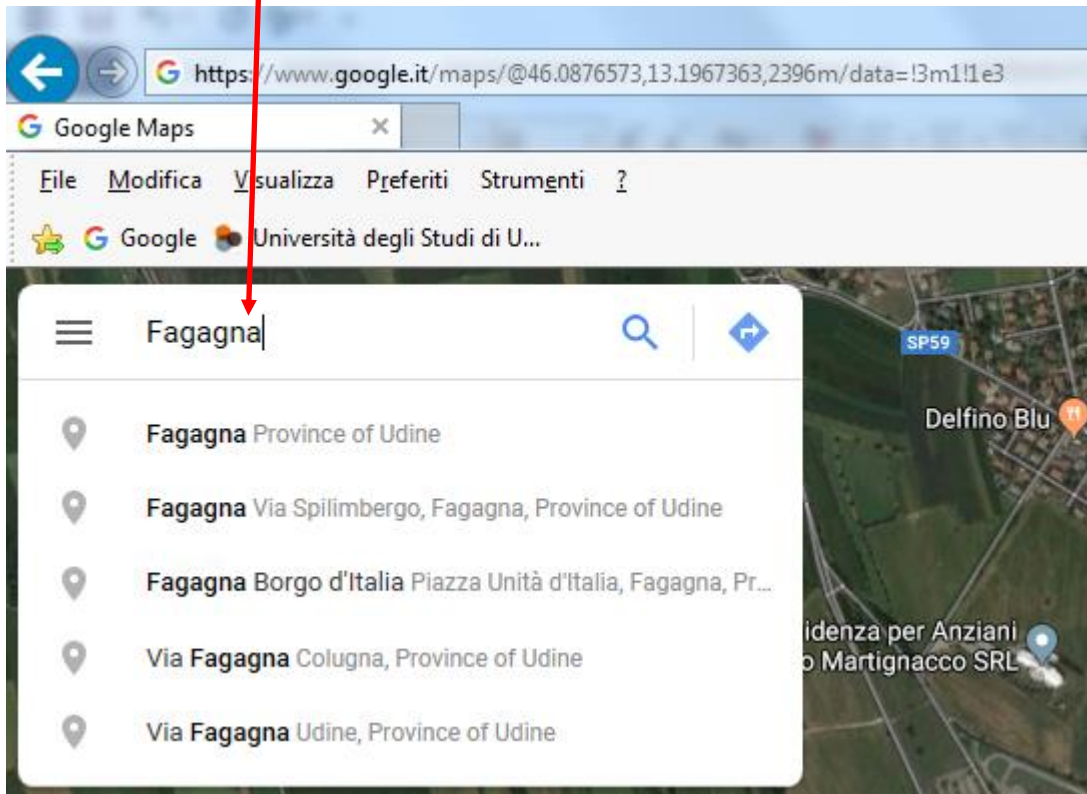 https://www.google.it/maps/@46.0876573,13.1967363,2396m/data=!3m1!1e3
Google Maps
File Modifica Visualizza Preferiti Strumenti ?
Google Università degli Studi di U...
Fagagna
SP59
Delfino Blu
Fagagna Province of Udine
Fagagna Via Spilimbergo, Fagagna, Province of Udine
Fagagna Borgo d'Italia Piazza Unità d'Italia, Fagagna, Pr...
Via Fagagna Colugna, Province of Udine
Via Fagagna Udine, Province of Udine
idenza per Anziani
o Martignacco SRL